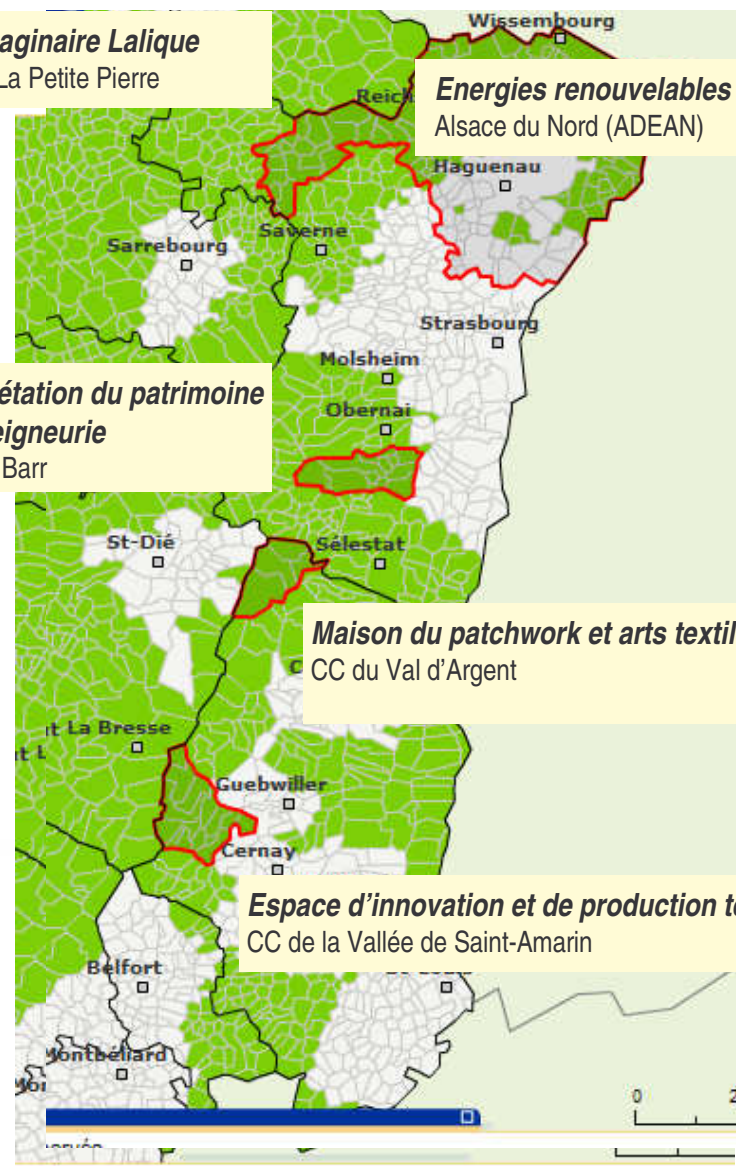 Wissembourg
aginaire Lalique
La Petite Pierre
Energies renouvelables
Alsace du Nord (ADEAN)
Reich
Haguenau
Saverne
Sarrebourg
Strasbourg
Molsheim
étation du patrimoine
eigneurie
Barr
Obernai
St-Dié
Sélestat
Maison du patchwork et arts textil
CC du Val d'Argent
C
t La Bresse
t L
Guebwiller
Cernay
Espace d'innovation et de production te
CC de la Vallée de Saint-Amarin
Belfort
Montbéliard
Mo
0 2